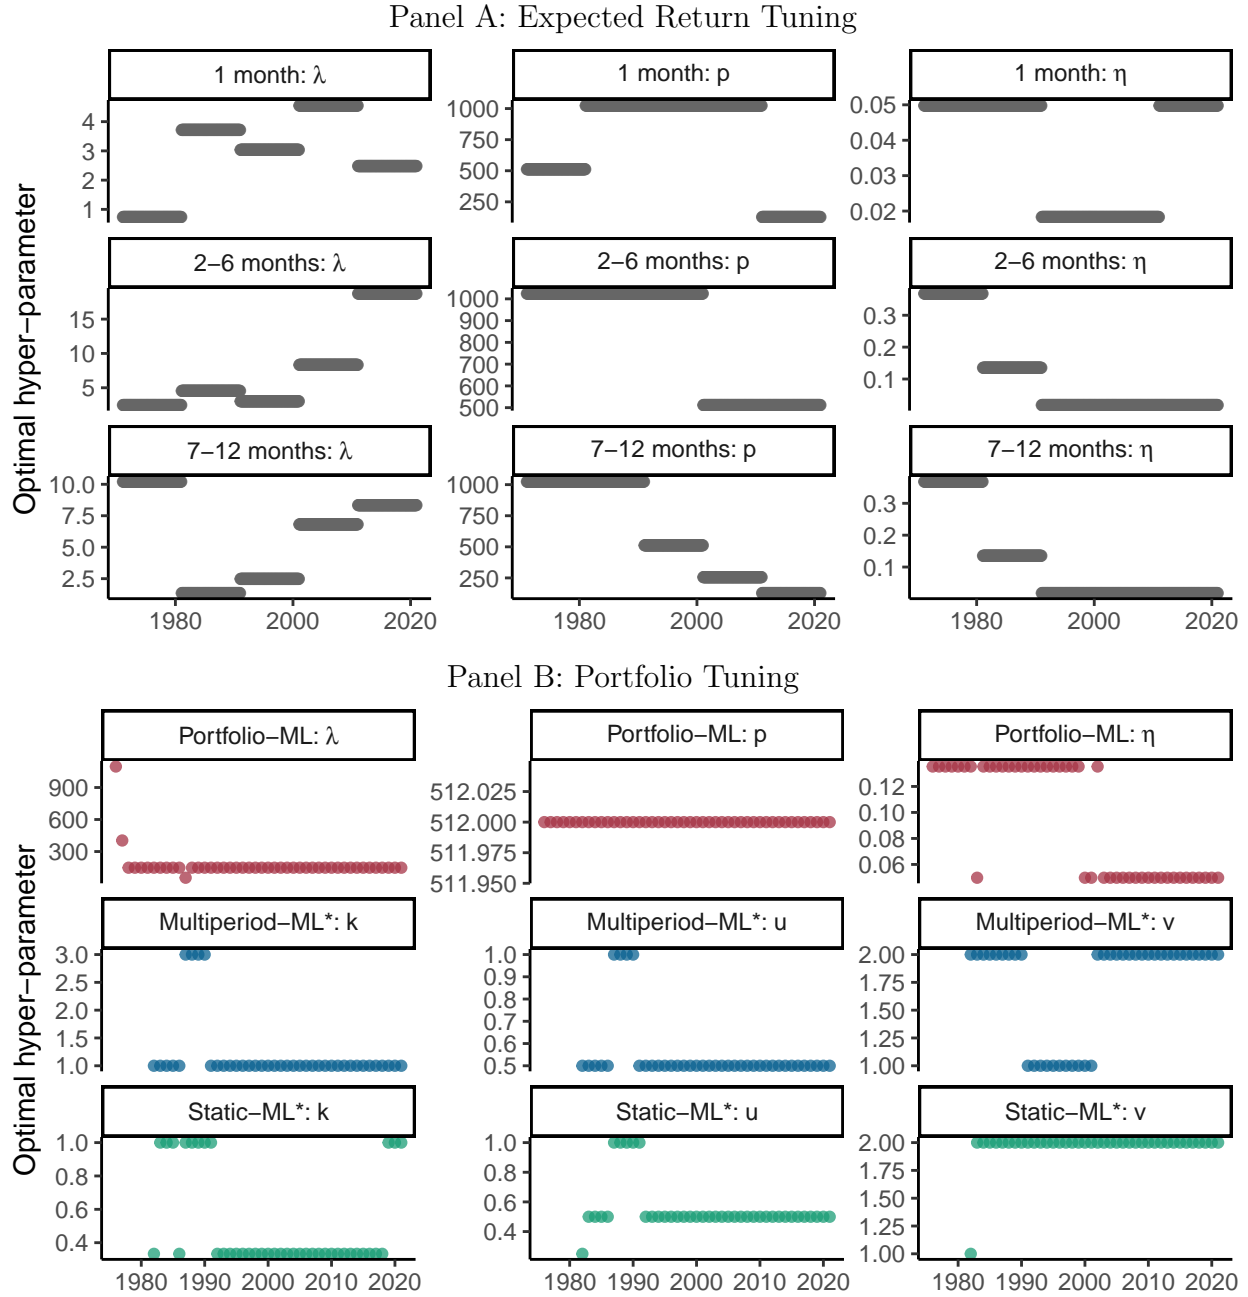 Panel A: Expected Return Tuning
1 month: λ
1 month: p
1 month: η
4
3
2
1
1000
750
500
250
0.05
0.04
0.03
0.02
2−6 months: λ
2−6 months: p
2−6 months: η
15
10
5
1000
900
800
700
600
500
0.3
0.2
0.1
7−12 months: λ
7−12 months: p
7−12 months: η
10.0
7.5
5.0
2.5
1000
750
500
250
0.3
0.2
0.1
1980 2000 2020
1980 2000 2020
1980 2000 2020
Optimal hyper−parameter
Panel B: Portfolio Tuning
Portfolio−ML: λ
Portfolio−ML: p
Portfolio−ML: η
900
600
300
512.025
512.000
511.975
511.950
0.12
0.10
0.08
0.06
Multiperiod−ML*: k
Multiperiod−ML*: u
Multiperiod−ML*: v
3.0
2.5
2.0
1.5
1.0
1.0
0.9
0.8
0.7
0.6
0.5
2.00
1.75
1.50
1.25
1.00
Static−ML*: k
Static−ML*: u
Static−ML*: v
1.0
0.8
0.6
0.4
1.0
0.8
0.6
0.4
2.00
1.75
1.50
1.25
1.00
1980 1990 2000 2010 2020
1980 1990 2000 2010 2020
1980 1990 2000 2010 2020
Optimal hyper−parameter